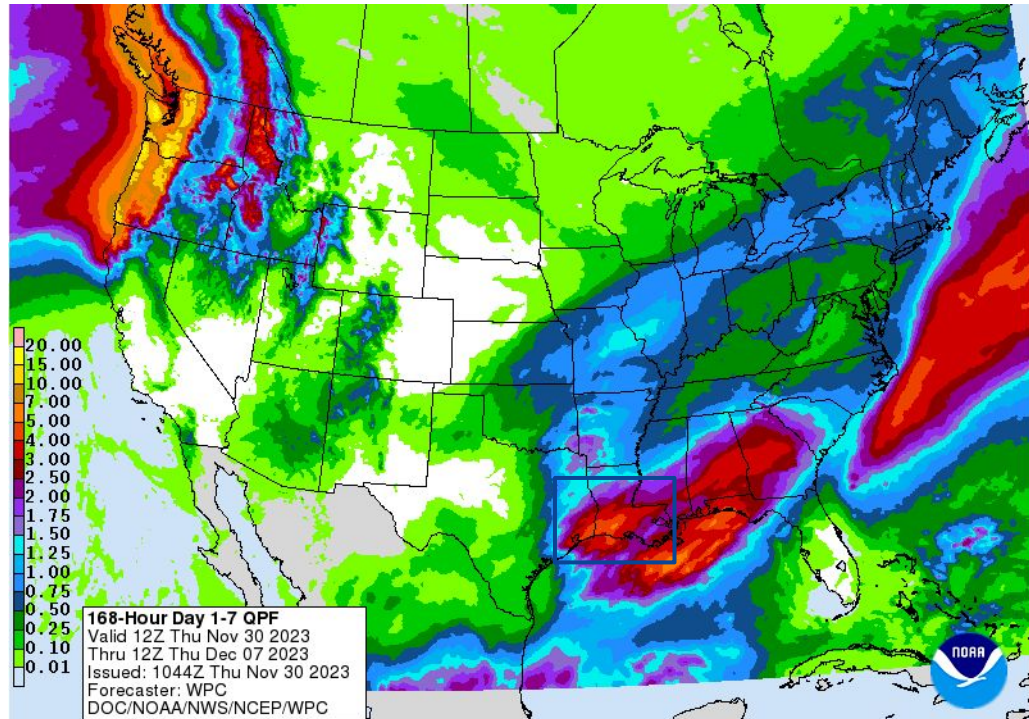 20.00
15.00
10.00
7.00
5.00
4.00
3.00
2.50
2.00
1.75
1.50
1.25
1.00
0.75
0.50
0.25
0.10
0.01
168-Hour Day 1-7 QPF
Valid 12Z Thu Nov 30 2023
Thru 12Z Thu Dec 07 2023
Issued: 1044Z Thu Nov 30 2023
Forecaster: WPC
DOC/NOAA/NWS/NCEP/WPC
NOAA